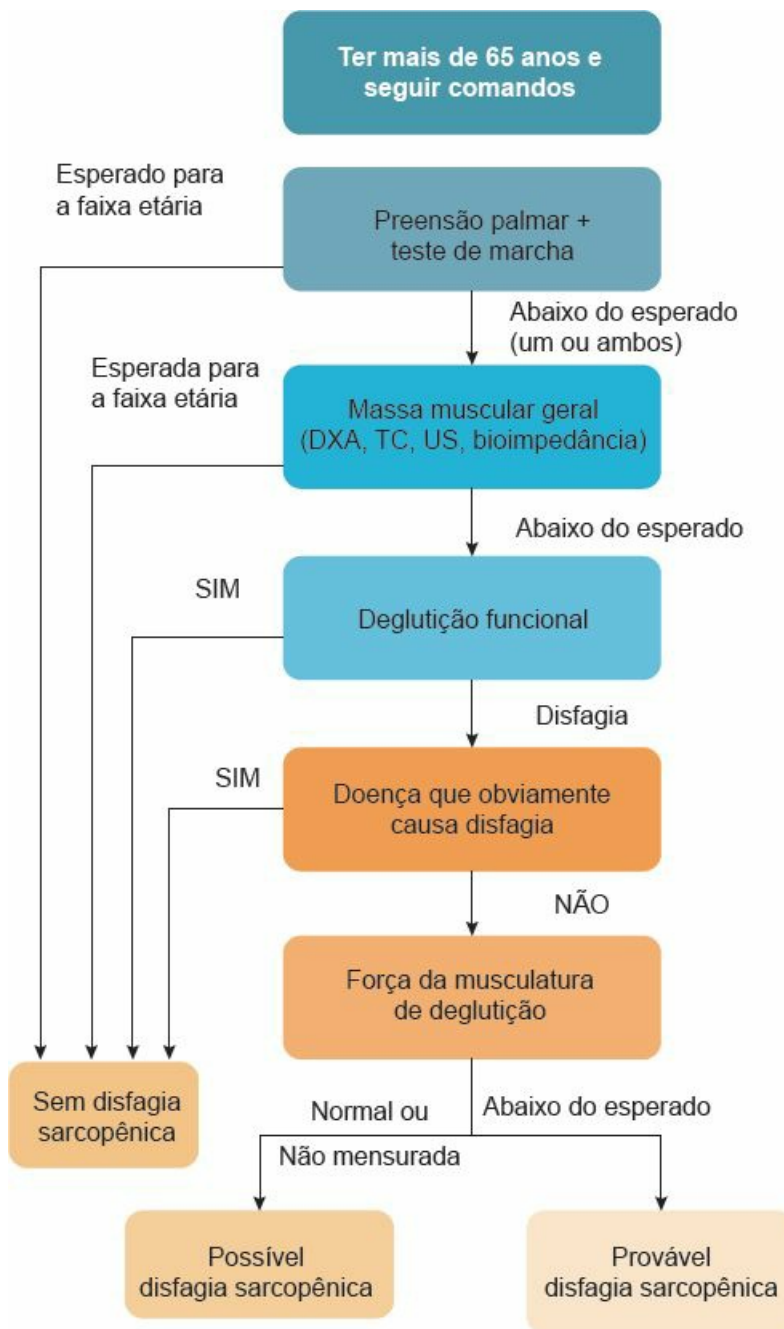 Ter mais de 65 anos e
seguir comandos
Esperado para
a faixa etária
Preensão palmar +
teste de marcha
Abaixo do esperado
(um ou ambos)
Esperada para
a faixa etária
Massa muscular geral
(DXA, TC, US, bioimpedância)
Abaixo do esperado
SIM
Deglutição funcional
Disfagia
SIM
Doença que obviamente
causa disfagia
NÃO
Força da musculatura
de deglutição
Sem disfagia
sarcopênica
Normal ou
Não mensurada
Abaixo do esperado
Possível
disfagia sarcopênica
Provável
disfagia sarcopênica